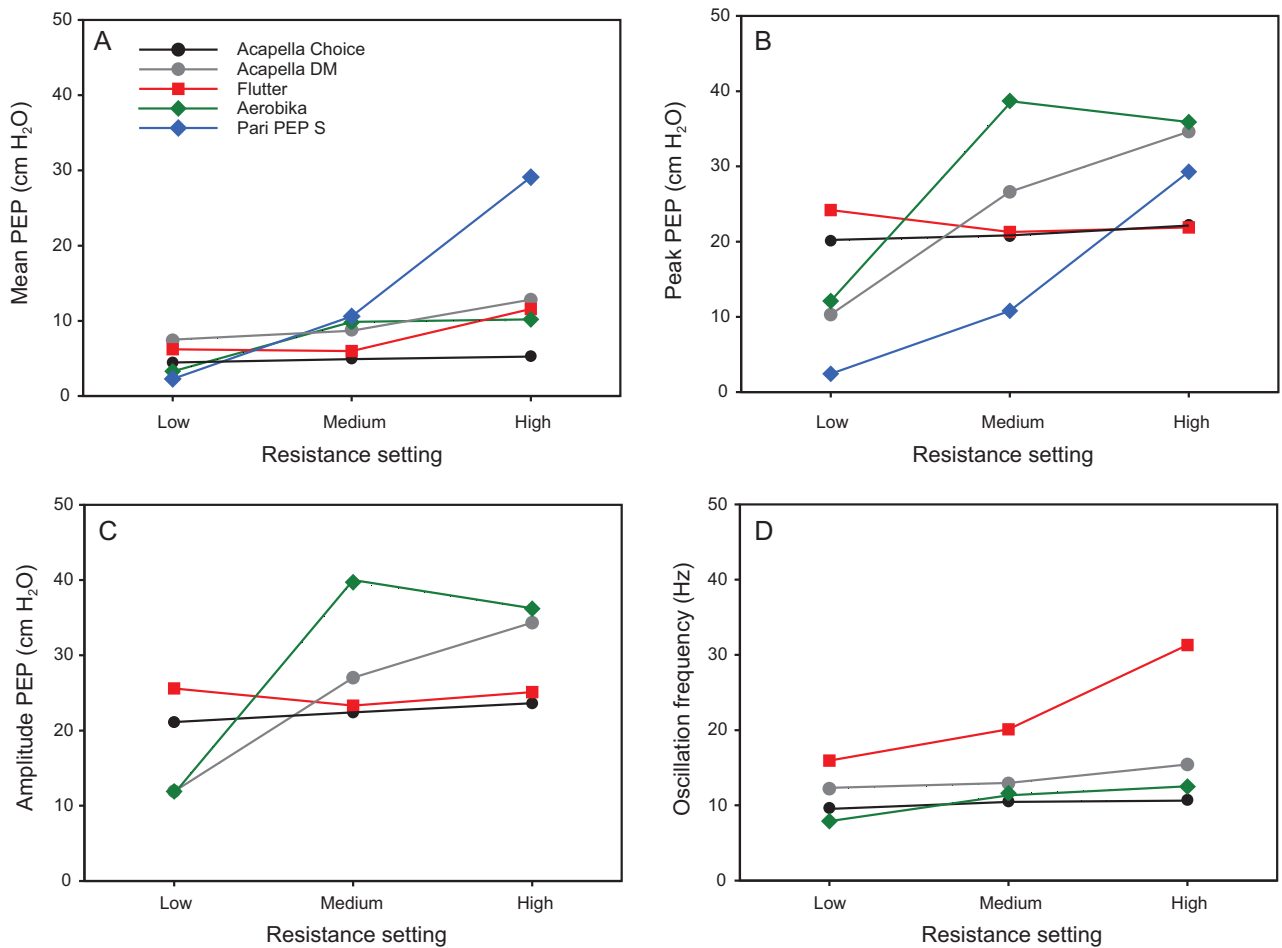 A
Mean PEP (cm H₂O)
50
40
30
20
10
0
Acapella Choice
Acapella DM
Flutter
Aerobika
Pari PEP S
Low Medium High
Resistance setting
B
Peak PEP (cm H₂O)
50
40
30
20
10
0
Low Medium High
Resistance setting
C
Amplitude PEP (cm H₂O)
50
40
30
20
10
0
Low Medium High
Resistance setting
D
Oscillation frequency (Hz)
50
40
30
20
10
0
Low Medium High
Resistance setting